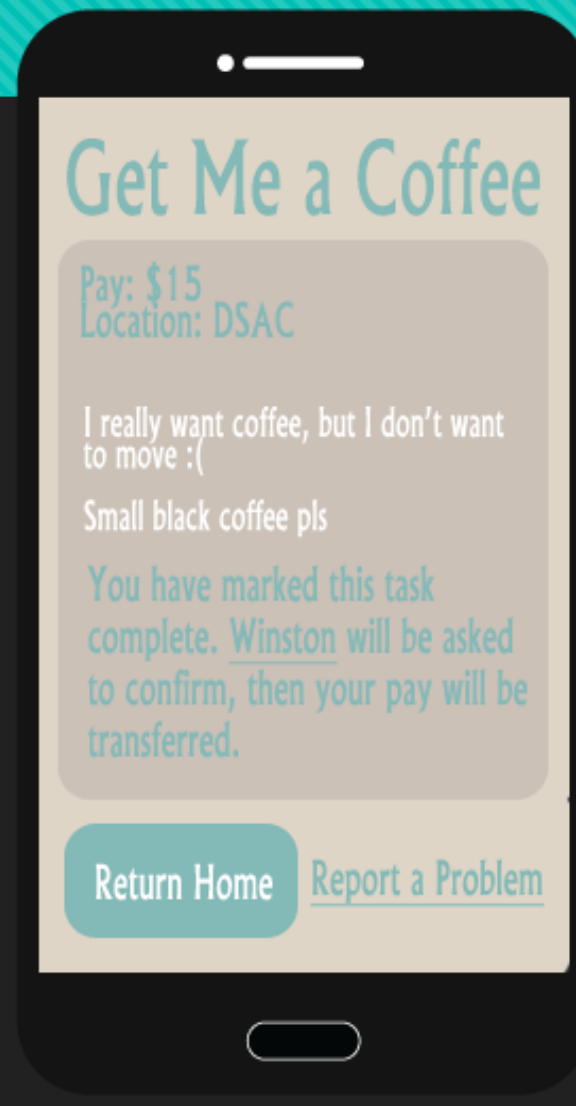 Get Me a Coffee
Pay: $15
Location: DSAC
I really want coffee, but I don't want
to move :(
Small black coffee pls
You have marked this task
complete. Winston will be asked
to confirm, then your pay will be
transferred.
Return Home
Report a Problem